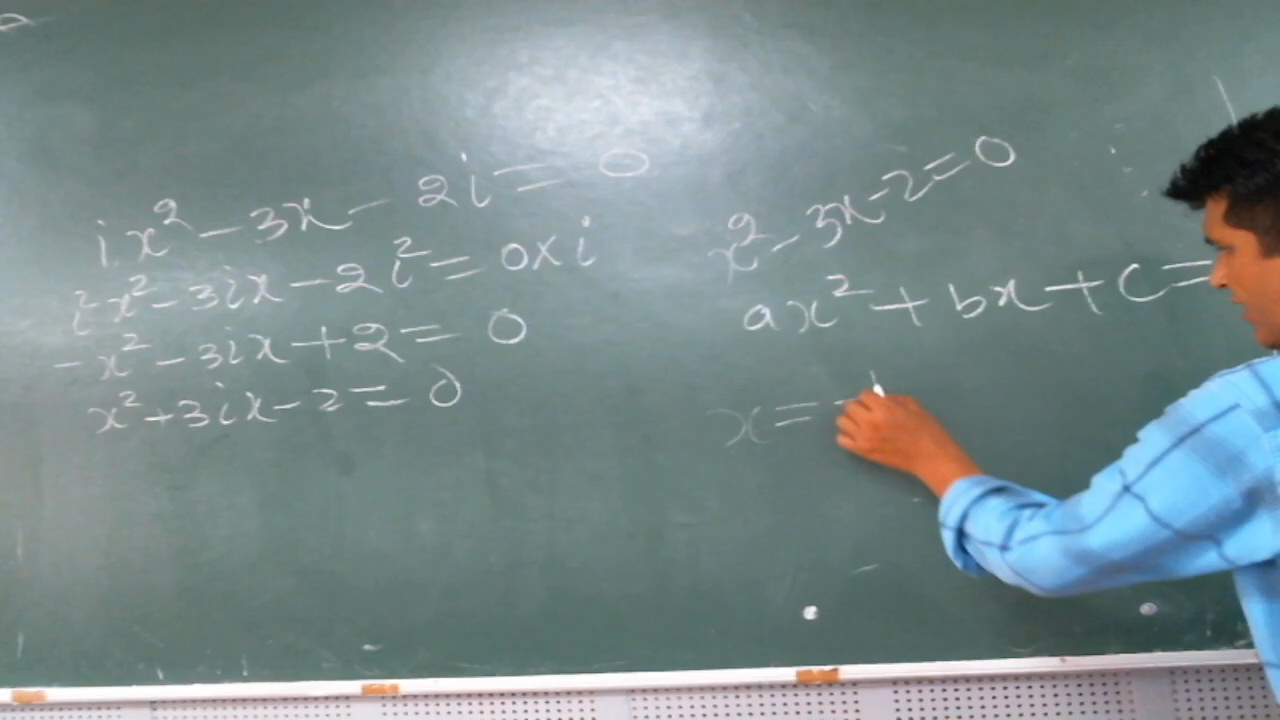 ix² - 3x - 2i = 0
i²x² - 3ix - 2i² = 0×i
-x² - 3ix + 2 = 0
x² + 3ix - 2 = 0
x² - 3x - 2 = 0
ax² + bx + c =
x = -